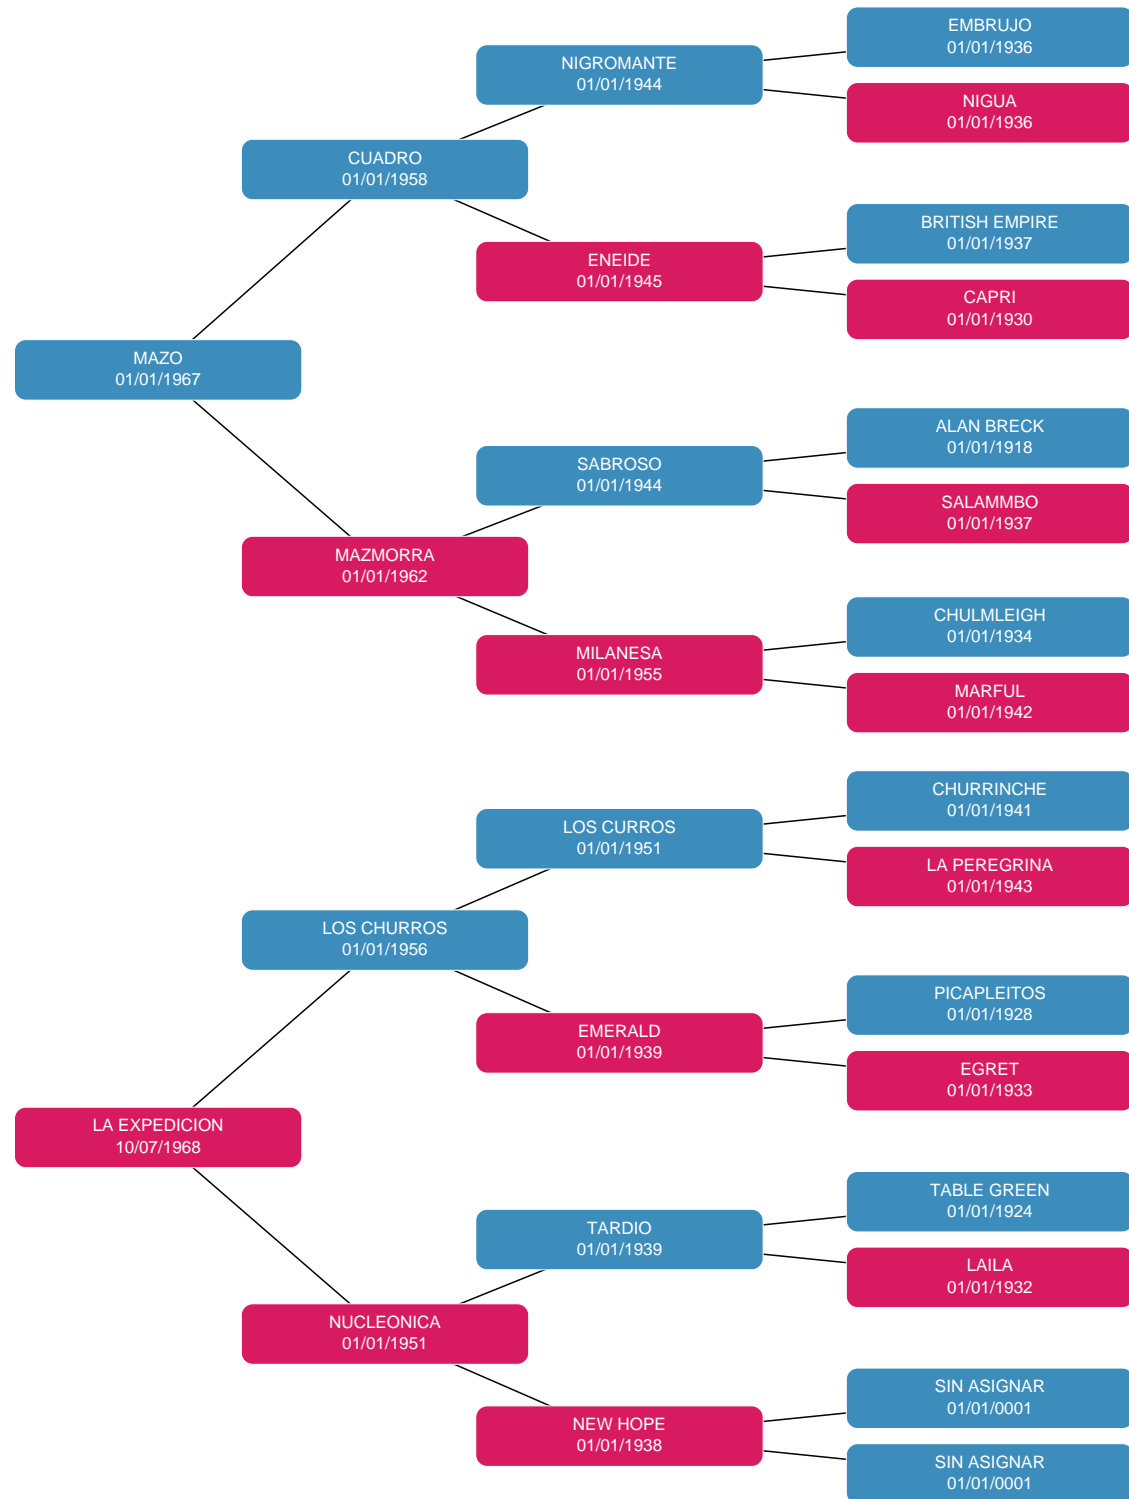 EMBRUJO
01/01/1936
NIGROMANTE
01/01/1944
NIGUA
01/01/1936
CUADRO
01/01/1958
BRITISH EMPIRE
01/01/1937
ENEIDE
01/01/1945
CAPRI
01/01/1930
MAZO
01/01/1967
ALAN BRECK
01/01/1918
SABROSO
01/01/1944
SALAMMBO
01/01/1937
MAZMORRA
01/01/1962
CHULMLEIGH
01/01/1934
MILANESA
01/01/1955
MARFUL
01/01/1942
CHURRINCHE
01/01/1941
LOS CURROS
01/01/1951
LA PEREGRINA
01/01/1943
LOS CHURROS
01/01/1956
PICAPLEITOS
01/01/1928
EMERALD
01/01/1939
EGRET
01/01/1933
LA EXPEDICION
10/07/1968
TABLE GREEN
01/01/1924
TARDIO
01/01/1939
LAILA
01/01/1932
NUCLEONICA
01/01/1951
SIN ASIGNAR
01/01/0001
NEW HOPE
01/01/1938
SIN ASIGNAR
01/01/0001